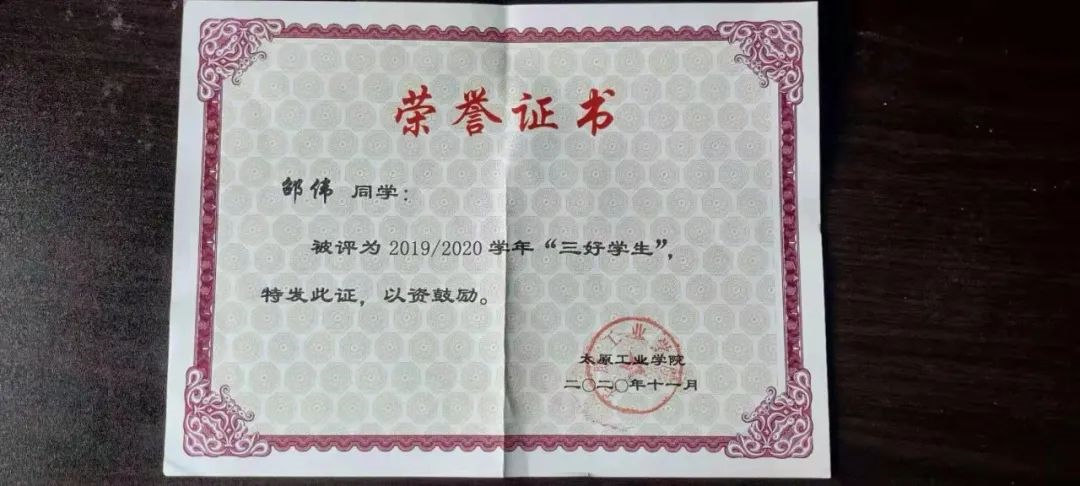 荣誉证书
邵伟 同学：
被评为 2019/2020 学年“三好学生”，
特发此证，以资鼓励。
太原工业学院
二〇二〇年十一月